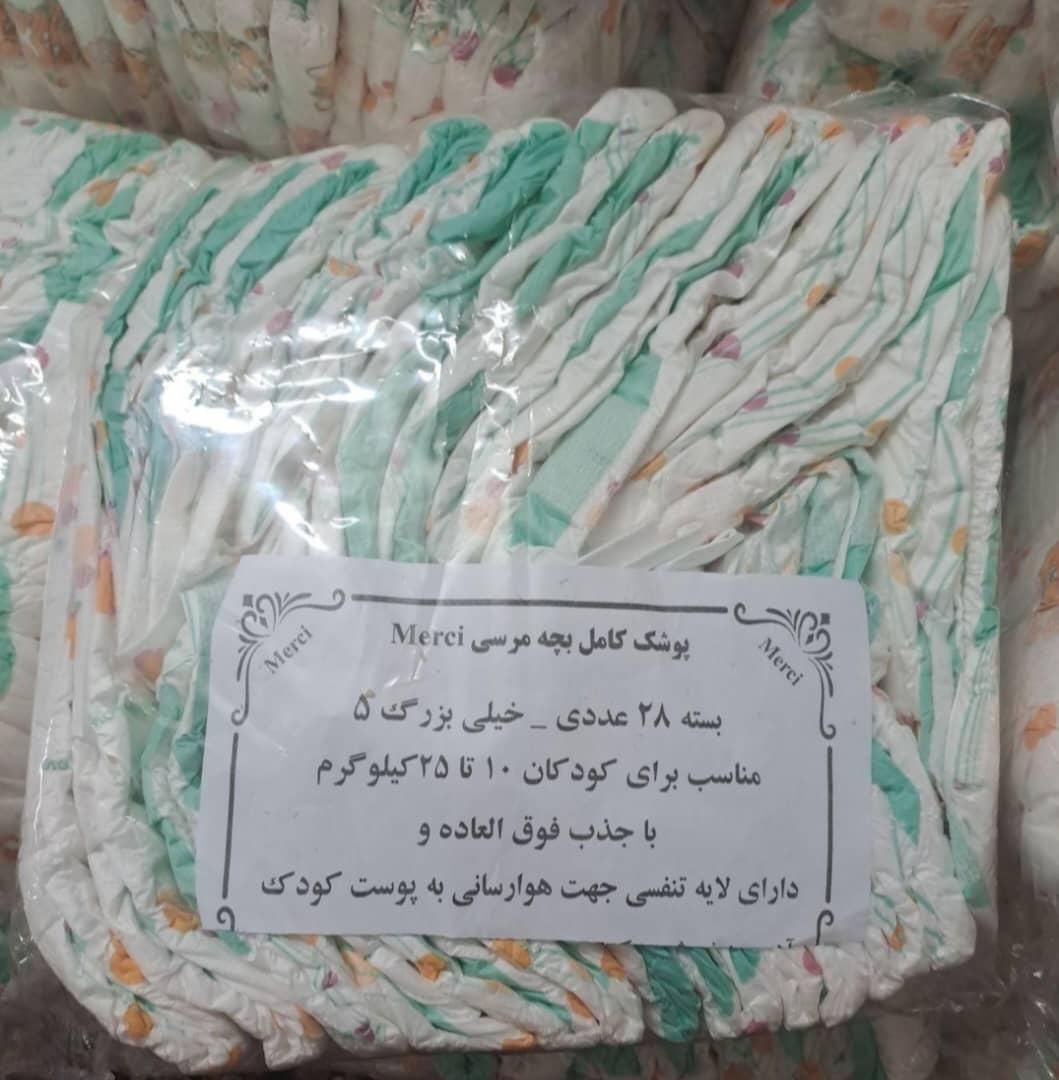 پوشک کامل بچه مرسی Merci
Merci
Merci
بسته ۲۸ عددی _ خیلی بزرگ ۵
مناسب برای کودکان ۱۰ تا ۲۵کیلوگرم
با جذب فوق العاده و
دارای لایه تنفسی جهت هوارسانی به پوست کودک